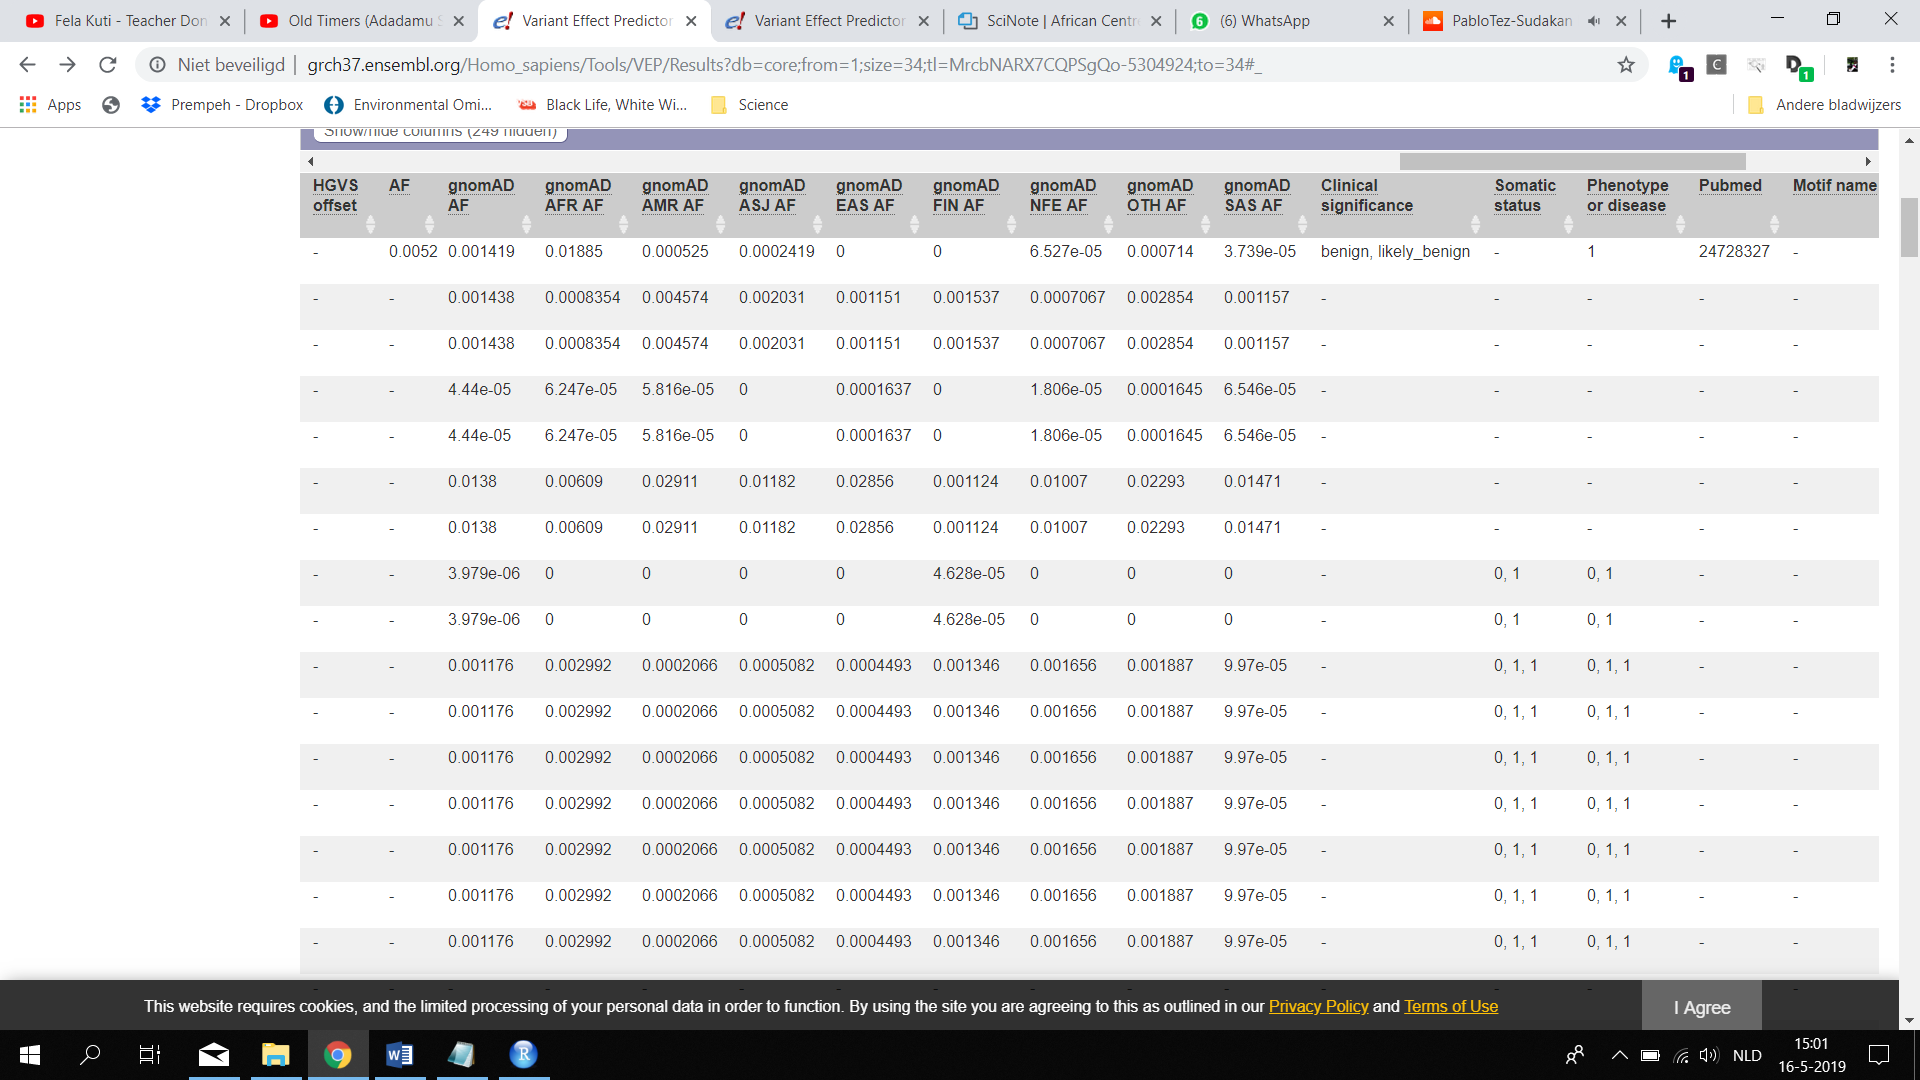 Fela Kuti - Teacher Don
Old Timers (Adadamu S
Variant Effect Predictor
Variant Effect Predictor
SciNote | African Centr
(6) WhatsApp
PabloTez-Sudakan
Niet beveiligd | grch37.ensembl.org/Homo_sapiens/Tools/VEP/Results?db=core;from=1;size=34;tl=MrcbNARX7CQPSgQo-5304924;to=34#_
Apps Prempeh - Dropbox Environmental Omi... Black Life, White Wi... Science Andere bladwijzers
Show/hide columns (249 hidden)
HGVS offset AF gnomAD AF gnomAD AFR AF gnomAD AMR AF gnomAD ASJ AF gnomAD EAS AF gnomAD FIN AF gnomAD NFE AF gnomAD OTH AF gnomAD SAS AF Clinical significance Somatic status Phenotype or disease Pubmed Motif name
- 0.0052 0.001419 0.01885 0.000525 0.0002419 0 0 6.527e-05 0.000714 3.739e-05 benign, likely_benign - 1 24728327 -
- - 0.001438 0.0008354 0.004574 0.002031 0.001151 0.001537 0.0007067 0.002854 0.001157 - - - - -
- - 0.001438 0.0008354 0.004574 0.002031 0.001151 0.001537 0.0007067 0.002854 0.001157 - - - - -
- - 4.44e-05 6.247e-05 5.816e-05 0 0.0001637 0 1.806e-05 0.0001645 6.546e-05 - - - - -
- - 4.44e-05 6.247e-05 5.816e-05 0 0.0001637 0 1.806e-05 0.0001645 6.546e-05 - - - - -
- - 0.0138 0.00609 0.02911 0.01182 0.02856 0.001124 0.01007 0.02293 0.01471 - - - - -
- - 0.0138 0.00609 0.02911 0.01182 0.02856 0.001124 0.01007 0.02293 0.01471 - - - - -
- - 3.979e-06 0 0 0 0 4.628e-05 0 0 0 - 0, 1 0, 1 - -
- - 3.979e-06 0 0 0 0 4.628e-05 0 0 0 - 0, 1 0, 1 - -
- - 0.001176 0.002992 0.0002066 0.0005082 0.0004493 0.001346 0.001656 0.001887 9.97e-05 - 0, 1, 1 0, 1, 1 - -
- - 0.001176 0.002992 0.0002066 0.0005082 0.0004493 0.001346 0.001656 0.001887 9.97e-05 - 0, 1, 1 0, 1, 1 - -
- - 0.001176 0.002992 0.0002066 0.0005082 0.0004493 0.001346 0.001656 0.001887 9.97e-05 - 0, 1, 1 0, 1, 1 - -
- - 0.001176 0.002992 0.0002066 0.0005082 0.0004493 0.001346 0.001656 0.001887 9.97e-05 - 0, 1, 1 0, 1, 1 - -
- - 0.001176 0.002992 0.0002066 0.0005082 0.0004493 0.001346 0.001656 0.001887 9.97e-05 - 0, 1, 1 0, 1, 1 - -
- - 0.001176 0.002992 0.0002066 0.0005082 0.0004493 0.001346 0.001656 0.001887 9.97e-05 - 0, 1, 1 0, 1, 1 - -
- - 0.001176 0.002992 0.0002066 0.0005082 0.0004493 0.001346 0.001656 0.001887 9.97e-05 - 0, 1, 1 0, 1, 1 - -
This website requires cookies, and the limited processing of your personal data in order to function. By using the site you are agreeing to this as outlined in our Privacy Policy and Terms of Use I Agree
NLD
15:01
16-5-2019